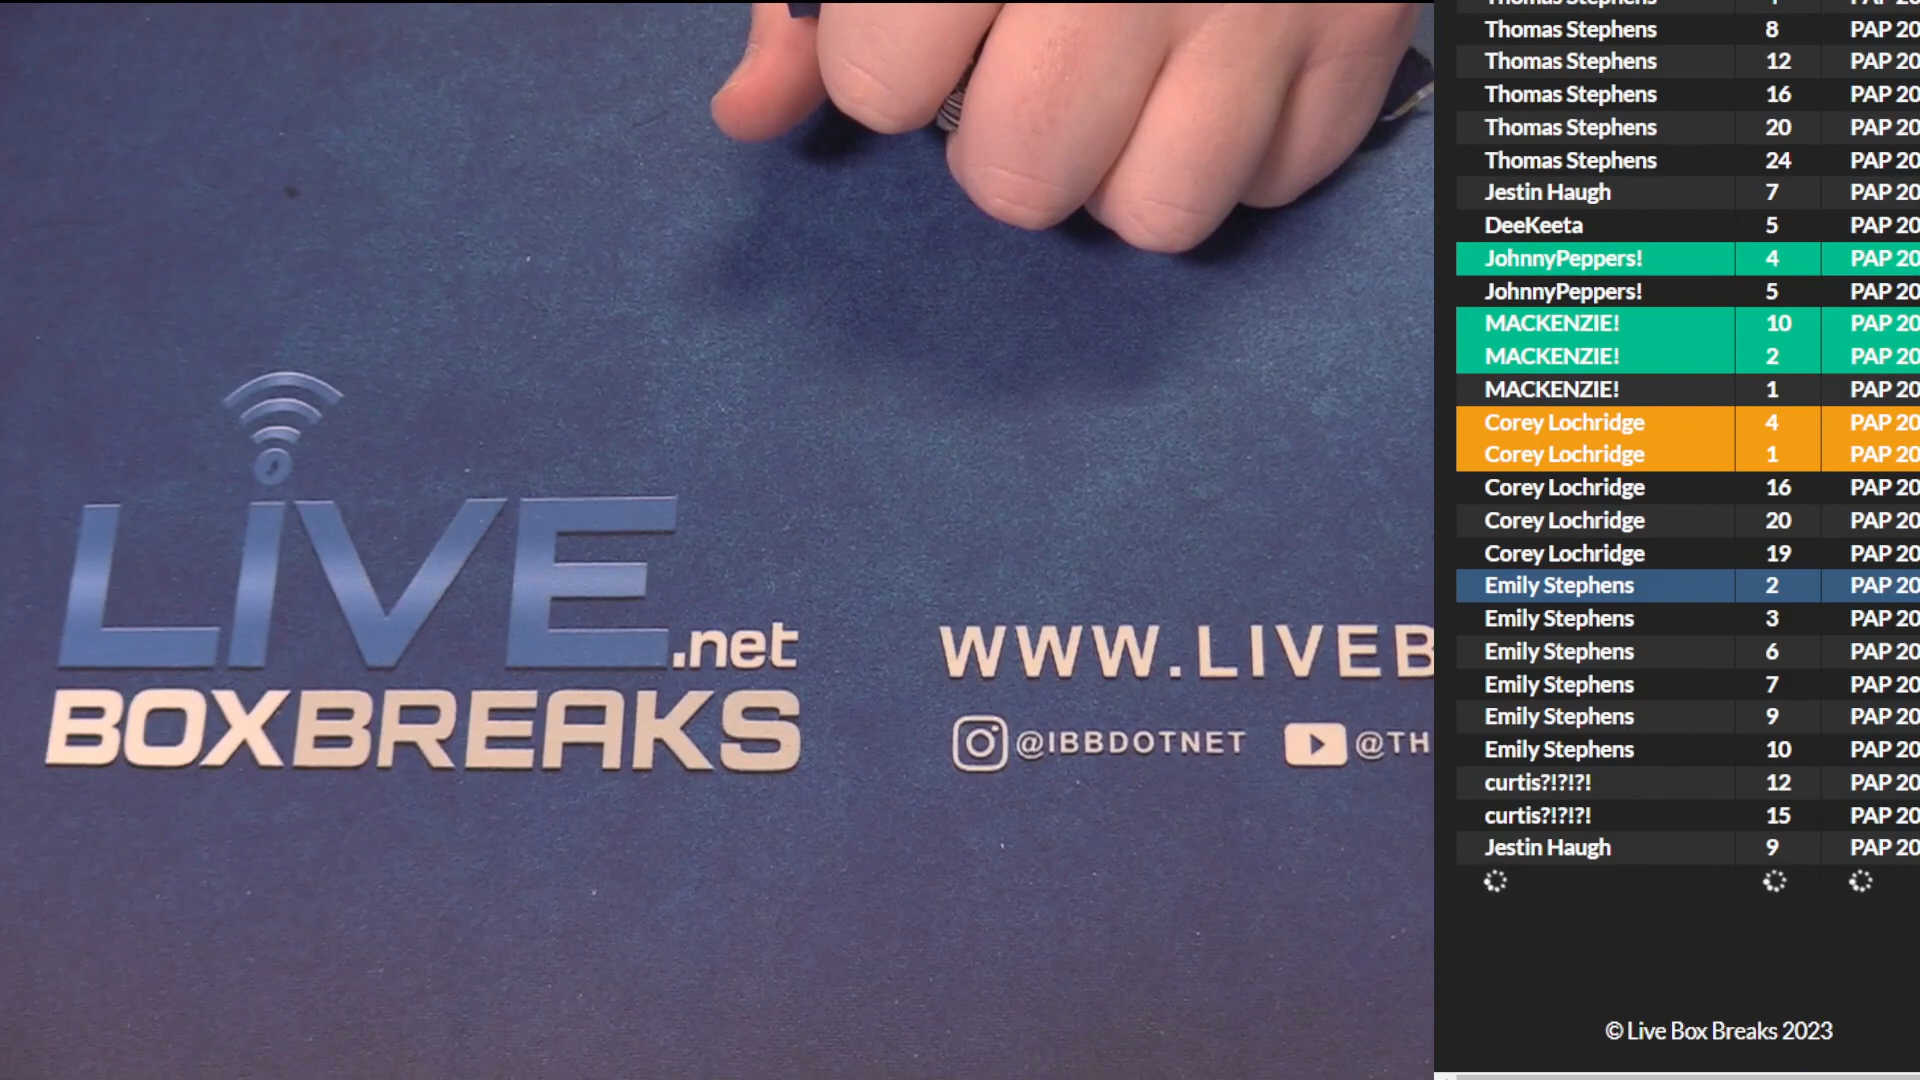 LIVE.net
BOXBREAKS
WWW.LIVEB
@IBBDOTNET @TH
Thomas Stephens 4 PAP 20
Thomas Stephens 8 PAP 20
Thomas Stephens 12 PAP 20
Thomas Stephens 16 PAP 20
Thomas Stephens 20 PAP 20
Thomas Stephens 24 PAP 20
Jestin Haugh 7 PAP 20
DeeKeeta 5 PAP 20
JohnnyPeppers! 4 PAP 20
JohnnyPeppers! 5 PAP 20
MACKENZIE! 10 PAP 20
MACKENZIE! 2 PAP 20
MACKENZIE! 1 PAP 20
Corey Lochridge 4 PAP 20
Corey Lochridge 1 PAP 20
Corey Lochridge 16 PAP 20
Corey Lochridge 20 PAP 20
Corey Lochridge 19 PAP 20
Emily Stephens 2 PAP 20
Emily Stephens 3 PAP 20
Emily Stephens 6 PAP 20
Emily Stephens 7 PAP 20
Emily Stephens 9 PAP 20
Emily Stephens 10 PAP 20
curtis?!?!?! 12 PAP 20
curtis?!?!?! 15 PAP 20
Jestin Haugh 9 PAP 20
© Live Box Breaks 2023